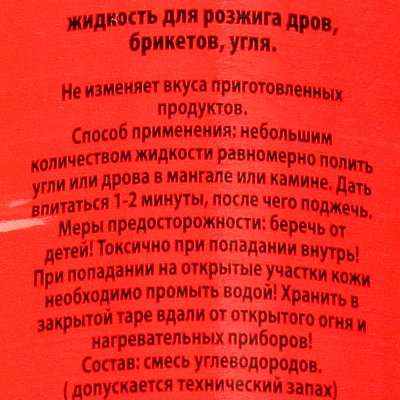 жидкость для розжига дров,
брикетов, угля.
Не изменяет вкуса приготовленных
продуктов.
Способ применения: небольшим
количеством жидкости равномерно полить
угли или дрова в мангале или камине. Дать
впитаться 1-2 минуты, после чего поджечь.
Меры предосторожности: беречь от
детей! Токсично при попадании внутрь!
При попадании на открытые участки кожи
необходимо промыть водой! Хранить в
закрытой таре вдали от открытого огня и
нагревательных приборов!
Состав: смесь углеводородов.
( допускается технический запах)